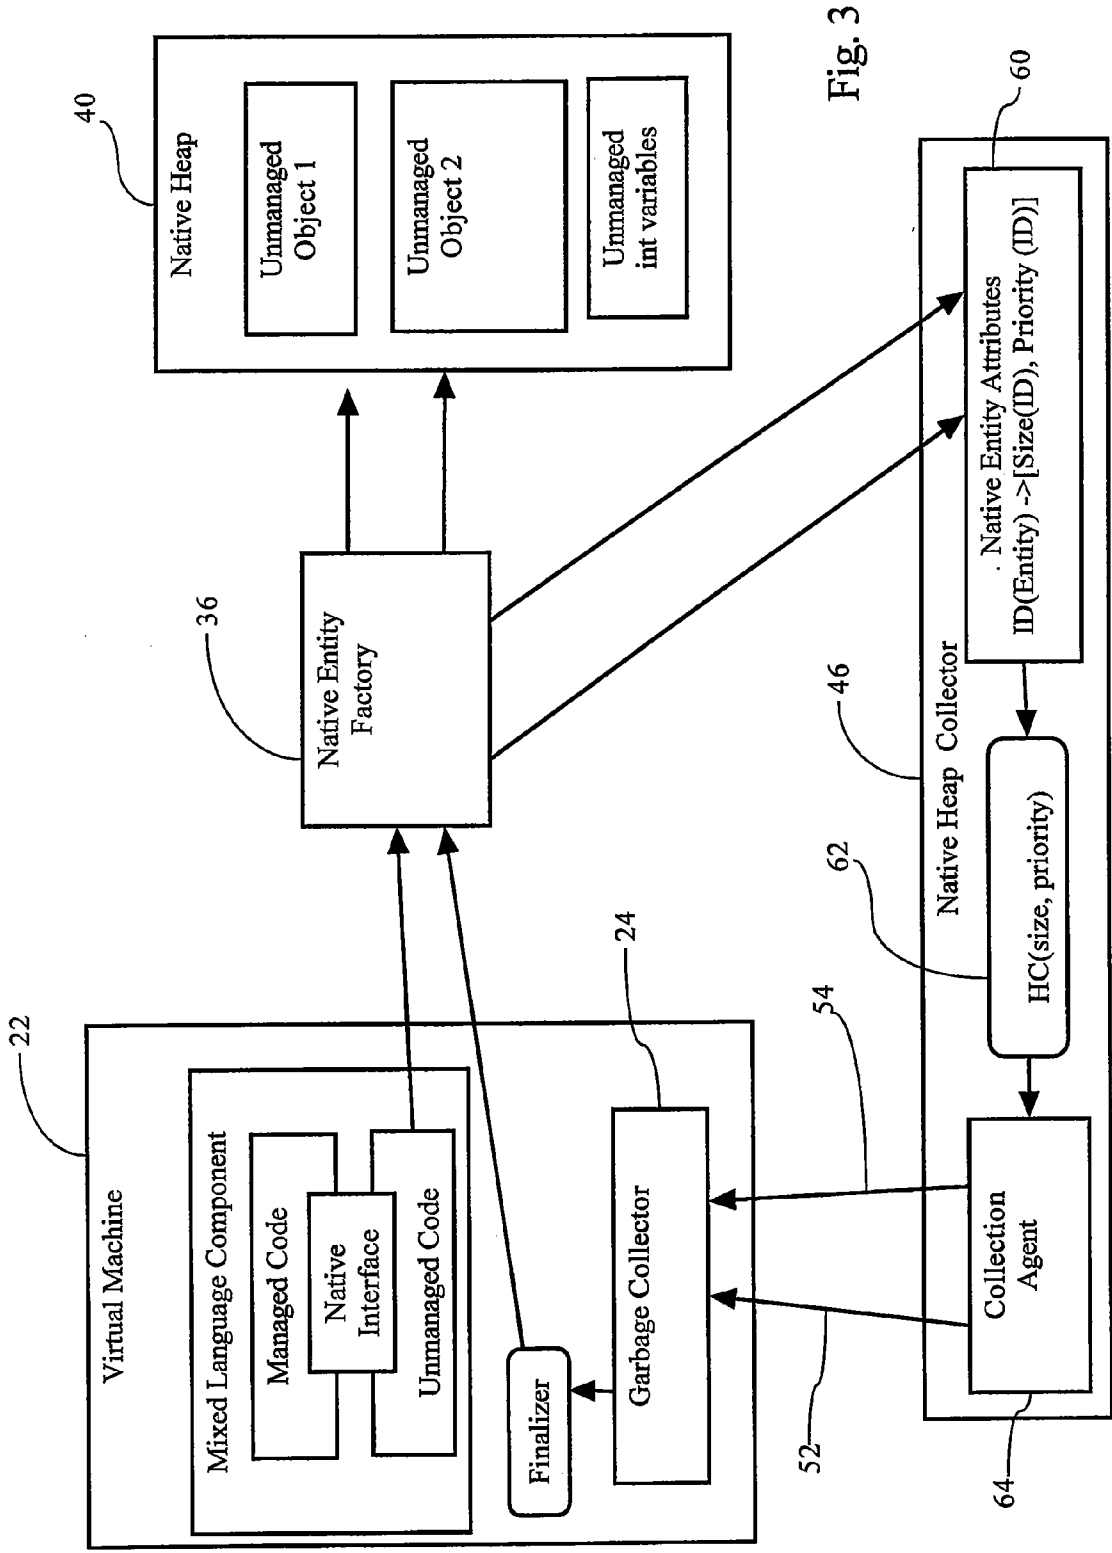 Virtual Machine
22
Mixed Language Component
Managed Code
Native
Interface
Unmanaged Code
Finalizer
Garbage Collector
24
Native Entity
Factory
36
Native Heap
40
Unmanaged
Object 1
Unmanaged
Object 2
Unmanaged
int variables
52
54
Native Heap Collector
46
Collection
Agent
64
HC(size, priority)
62
Native Entity Attributes
ID(Entity) ->[Size(ID), Priority (ID)]
60
Fig. 3